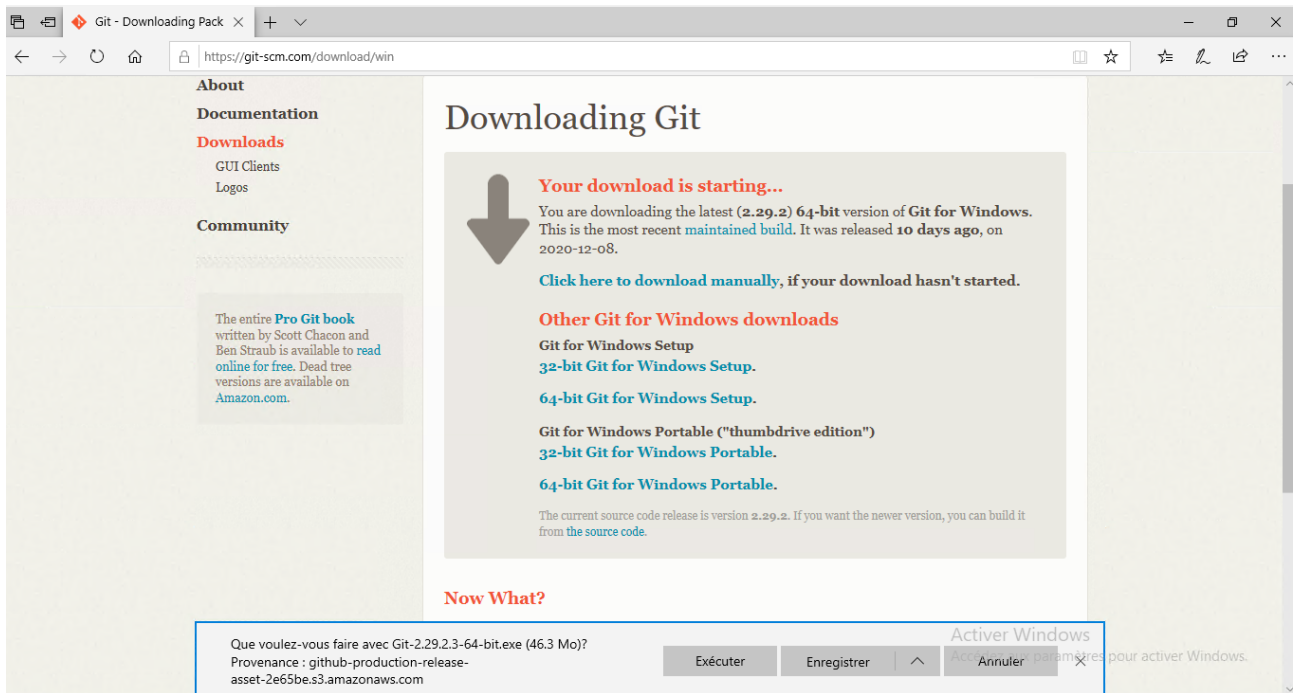 Git - Downloading Pack
https://git-scm.com/download/win
About
Documentation
Downloads
GUI Clients
Logos
Community
The entire Pro Git book
written by Scott Chacon and
Ben Straub is available to read
online for free. Dead tree
versions are available on
Amazon.com.
Downloading Git
Your download is starting...
You are downloading the latest (2.29.2) 64-bit version of Git for Windows.
This is the most recent maintained build. It was released 10 days ago, on
2020-12-08.
Click here to download manually, if your download hasn't started.
Other Git for Windows downloads
Git for Windows Setup
32-bit Git for Windows Setup.
64-bit Git for Windows Setup.
Git for Windows Portable ("thumbdrive edition")
32-bit Git for Windows Portable.
64-bit Git for Windows Portable.
The current source code release is version 2.29.2. If you want the newer version, you can build it
from the source code.
Now What?
Que voulez-vous faire avec Git-2.29.2.3-64-bit.exe (46.3 Mo)?
Provenance : github-production-release-
asset-2e65be.s3.amazonaws.com
Exécuter
Enregistrer
Annuler
Activer Windows
Accédez aux paramètres pour activer Windows.